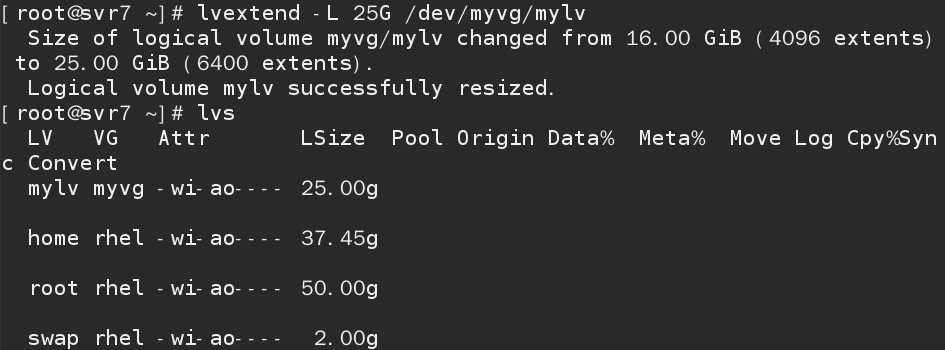 [root@svr7 ~]# lvextend -L 25G /dev/myvg/mylv
Size of logical volume myvg/mylv changed from 16.00 GiB (4096 extents)
to 25.00 GiB (6400 extents).
Logical volume mylv successfully resized.
[root@svr7 ~]# lvs
LV VG Attr LSize Pool Origin Data% Meta% Move Log Cpy%Syn
c Convert
mylv myvg -wi-ao---- 25.00g
home rhel -wi-ao---- 37.45g
root rhel -wi-ao---- 50.00g
swap rhel -wi-ao---- 2.00g